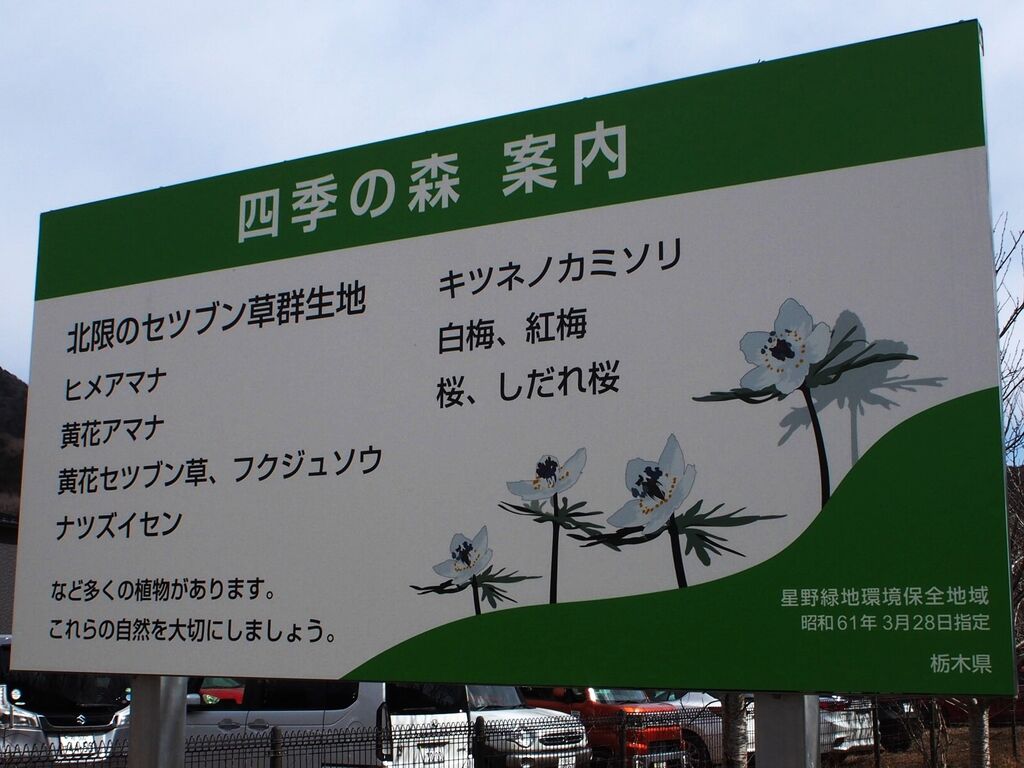 四季の森 案内
北限のセツブン草群生地
ヒメアマナ
黄花アマナ
黄花セツブン草、フクジュソウ
ナツズイセン
キツネノカミソリ
白梅、紅梅
桜、しだれ桜
など多くの植物があります。
これらの自然を大切にしましょう。
星野緑地環境保全地域
昭和61年3月28日指定
栃木県